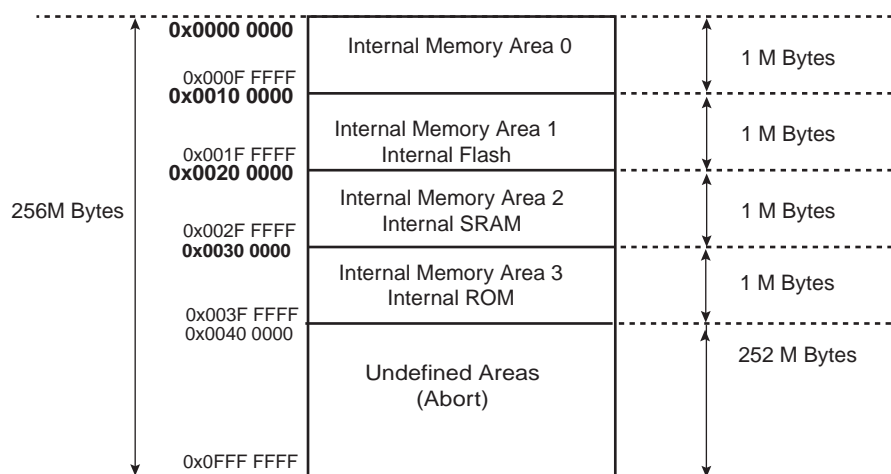 0x0000 0000
Internal Memory Area 0
1 M Bytes
0x000F FFFF
0x0010 0000
Internal Memory Area 1
Internal Flash
1 M Bytes
0x001F FFFF
0x0020 0000
256M Bytes
Internal Memory Area 2
Internal SRAM
1 M Bytes
0x002F FFFF
0x0030 0000
Internal Memory Area 3
Internal ROM
1 M Bytes
0x003F FFFF
0x0040 0000
252 M Bytes
Undefined Areas
(Abort)
0x0FFF FFFF